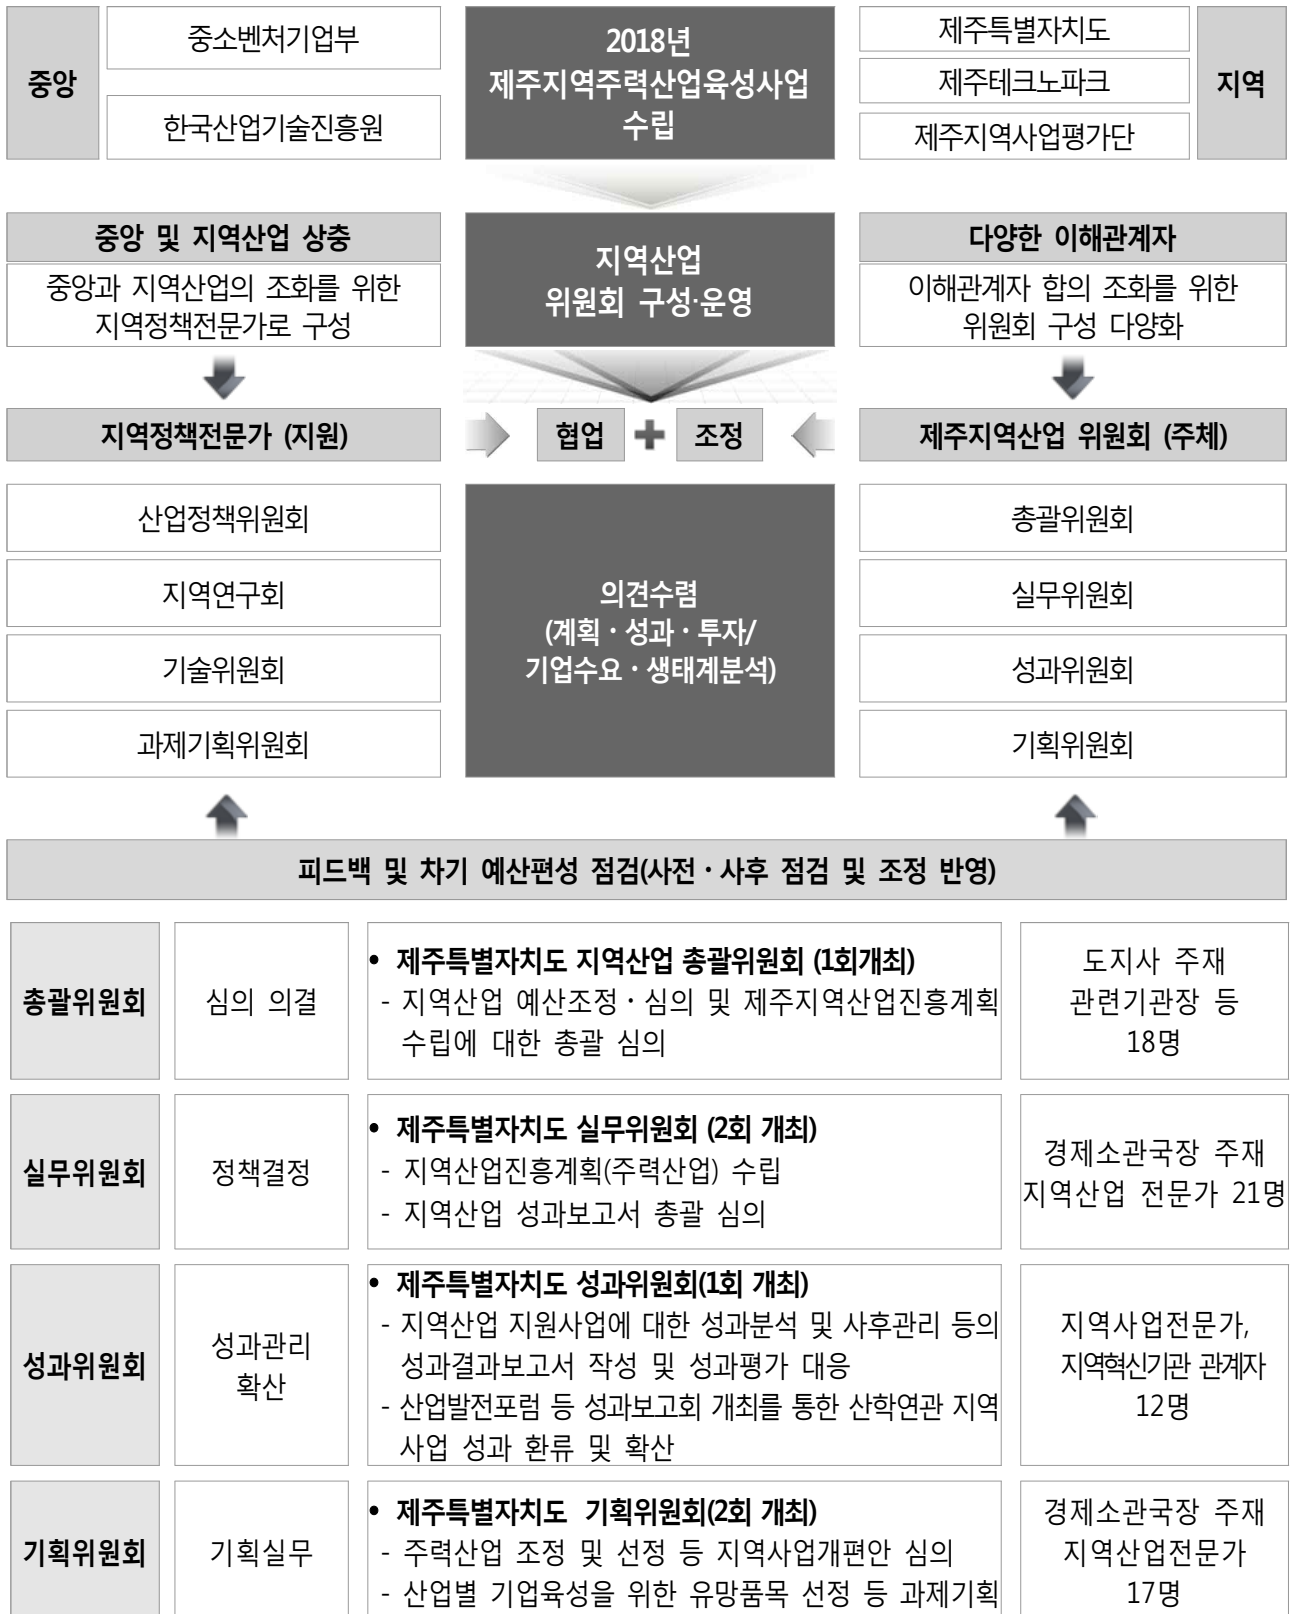 중앙
중소벤처기업부
한국산업기술진흥원
2018년
제주지역주력산업육성사업
수립
제주특별자치도
제주테크노파크
제주지역사업평가단
지역
중앙 및 지역산업 상충
중앙과 지역산업의 조화를 위한
지역정책전문가로 구성
지역산업
위원회 구성·운영
다양한 이해관계자
이해관계자 합의 조화를 위한
위원회 구성 다양화
지역정책전문가 (지원)
협업 + 조정
제주지역산업 위원회 (주체)
산업정책위원회
지역연구회
기술위원회
과제기획위원회
의견수렴
(계획・성과・투자/
기업수요・생태계분석)
총괄위원회
실무위원회
성과위원회
기획위원회
피드백 및 차기 예산편성 점검(사전・사후 점검 및 조정 반영)
총괄위원회
심의 의결
• 제주특별자치도 지역산업 총괄위원회 (1회개최)
- 지역산업 예산조정・심의 및 제주지역산업진흥계획
수립에 대한 총괄 심의
도지사 주재
관련기관장 등
18명
실무위원회
정책결정
• 제주특별자치도 실무위원회 (2회 개최)
- 지역산업진흥계획(주력산업) 수립
- 지역산업 성과보고서 총괄 심의
경제소관국장 주재
지역산업 전문가 21명
성과위원회
성과관리
확산
• 제주특별자치도 성과위원회(1회 개최)
- 지역산업 지원사업에 대한 성과분석 및 사후관리 등의
성과결과보고서 작성 및 성과평가 대응
- 산업발전포럼 등 성과보고회 개최를 통한 산학연관 지역
사업 성과 환류 및 확산
지역사업전문가,
지역혁신기관 관계자
12명
기획위원회
기획실무
• 제주특별자치도 기획위원회(2회 개최)
- 주력산업 조정 및 선정 등 지역사업개편안 심의
- 산업별 기업육성을 위한 유망품목 선정 등 과제기획
경제소관국장 주재
지역산업전문가
17명